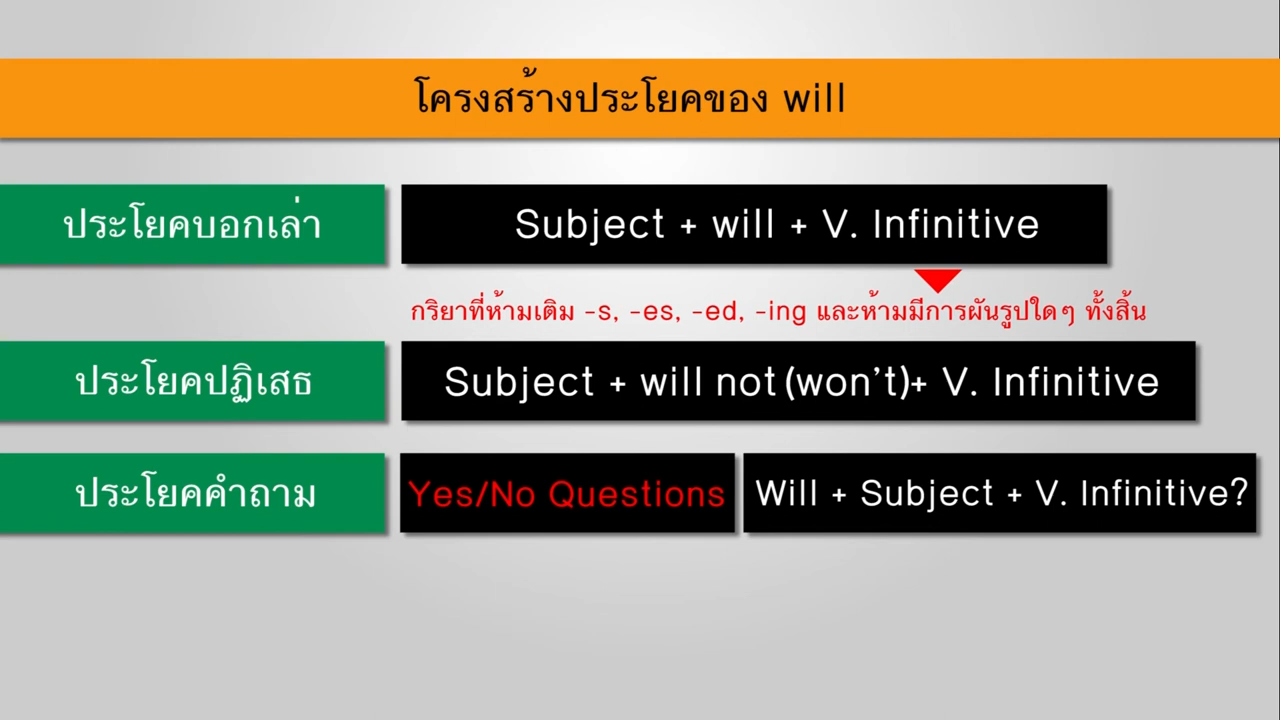 โครงสร้างประโยคของ will
ประโยคบอกเล่า Subject + will + V. Infinitive
กริยาที่ห้ามเติม -s, -es, -ed, -ing และห้ามมีการผันรูปใดๆ ทั้งสิ้น
ประโยคปฏิเสธ Subject + will not (won't)+ V. Infinitive
ประโยคคำถาม Yes/No Questions Will + Subject + V. Infinitive?